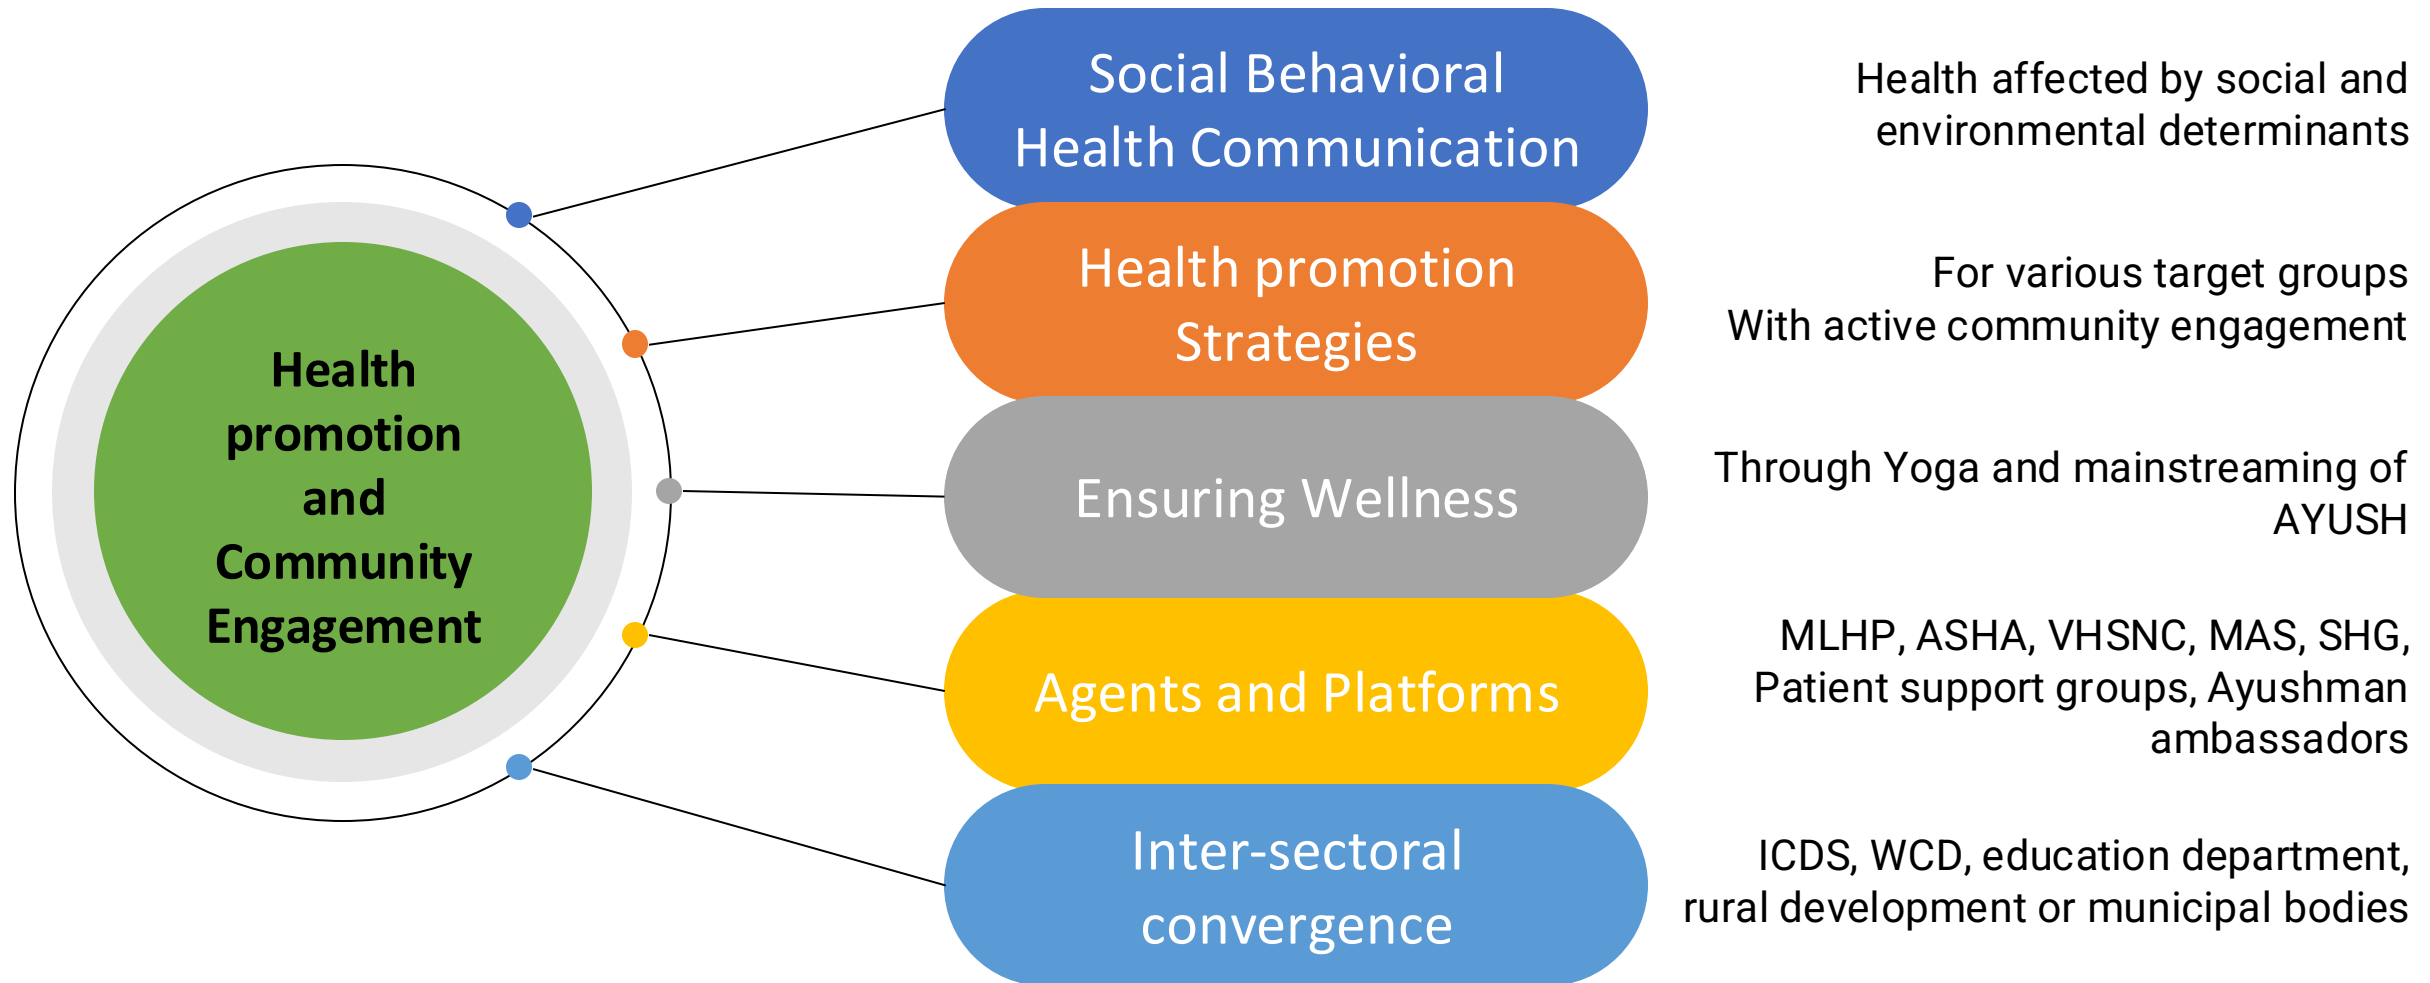 Health
promotion
and
Community
Engagement
Social Behavioral
Health Communication
Health affected by social and
environmental determinants
Health promotion
Strategies
For various target groups
With active community engagement
Ensuring Wellness
Through Yoga and mainstreaming of
AYUSH
Agents and Platforms
MLHP, ASHA, VHSNC, MAS, SHG,
Patient support groups, Ayushman
ambassadors
Inter-sectoral
convergence
ICDS, WCD, education department,
rural development or municipal bodies